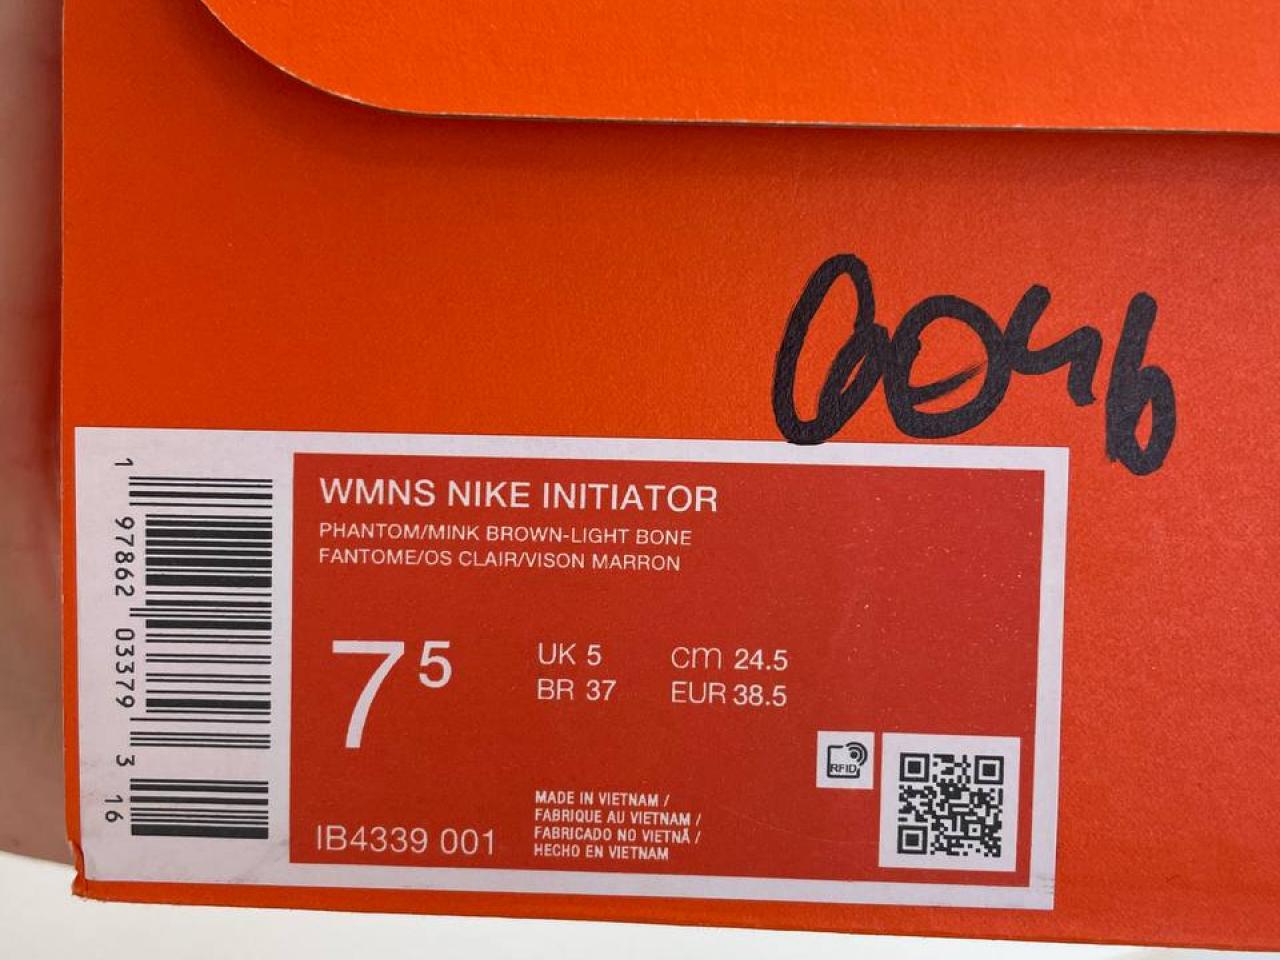 0046
WMNS NIKE INITIATOR
PHANTOM/MINK BROWN-LIGHT BONE
FANTOME/OS CLAIR/VISON MARRON
7 5
UK 5
cm 24.5
BR 37
EUR 38.5
RFID
MADE IN VIETNAM /
FABRIQUE AU VIETNAM /
FABRICADO NO VIETNÃ /
HECHO EN VIETNAM
IB4339 001
1 97862 03379 3 16